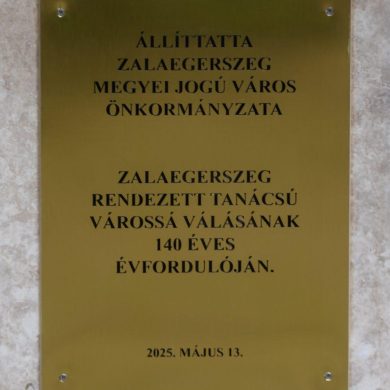 ÁLLÍTTATTA
ZALAEGERSZEG
MEGYEI JOGÚ VÁROS
ÖNKORMÁNYZATA
ZALAEGERSZEG
RENDEZETT TANÁCSÚ
VÁROSSÁ VÁLÁSÁNAK
140 ÉVES
ÉVFORDULÓJÁN.
2025. MÁJUS 13.